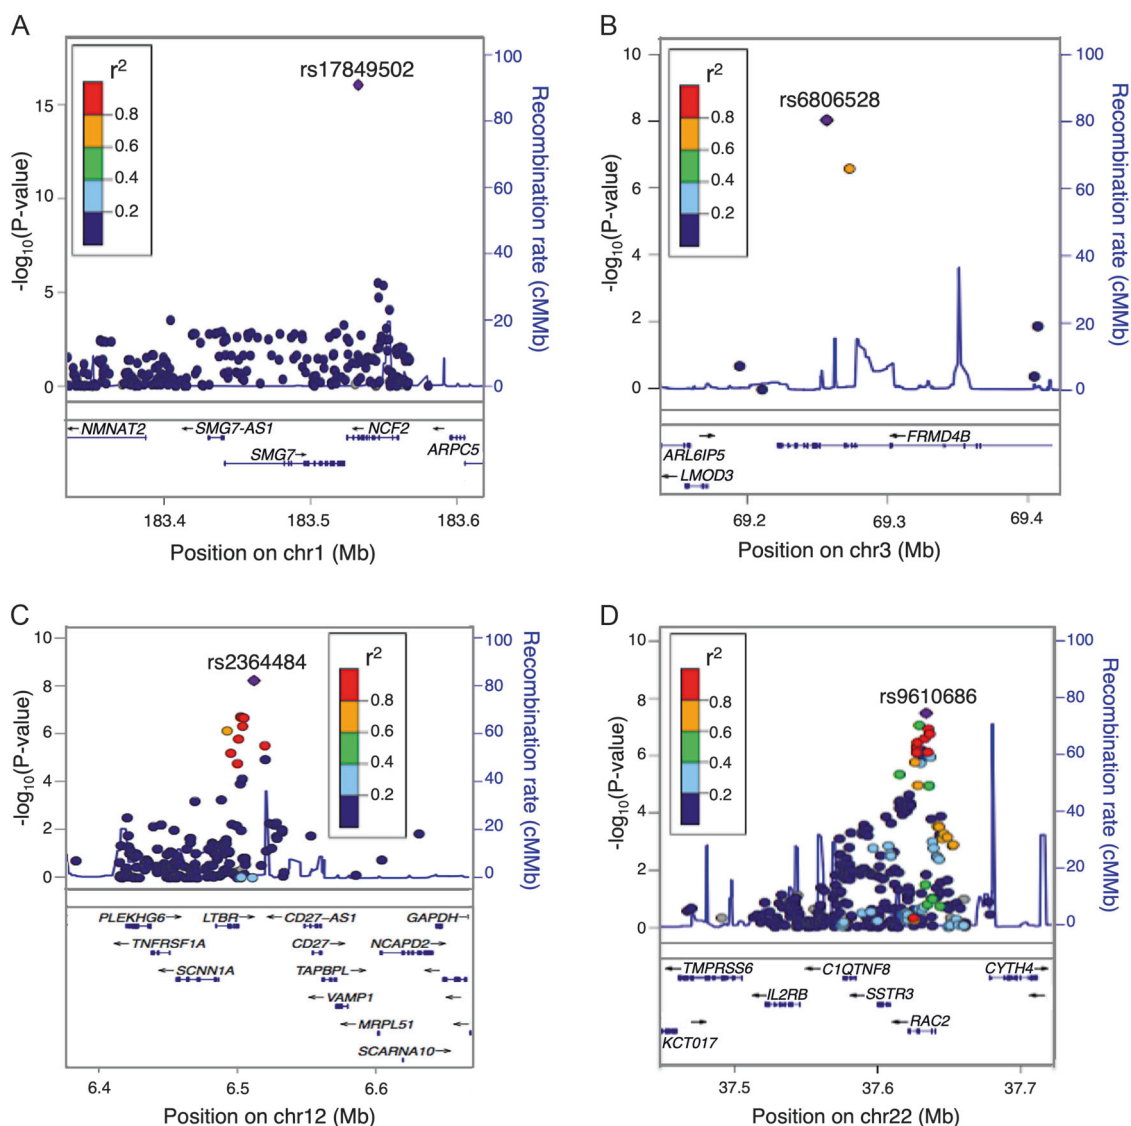 A
r²
0.8
0.6
0.4
0.2
rs17849502
15
10
5
0
-log₁₀(P-value)
100
80
60
40
20
0
Recombination rate (cMMb)
←NMNAT2
←SMG7-AS1
←NCF2
←
SMG7→
ARPC5
183.4
183.5
183.6
Position on chr1 (Mb)
B
r²
0.8
0.6
0.4
0.2
rs6806528
10
8
6
4
2
0
-log₁₀(P-value)
100
80
60
40
20
0
Recombination rate (cMMb)
→
←FRMD4B
ARL6IP5
←LMOD3
69.2
69.3
69.4
Position on chr3 (Mb)
C
r²
0.8
0.6
0.4
0.2
rs2364484
10
8
6
4
2
0
-log₁₀(P-value)
100
80
60
40
20
0
Recombination rate (cMMb)
PLEKHG6→
LTBR→
←CD27–AS1
GAPDH
←TNFRSF1A
CD27→
NCAPD2→
←SCNN1A
TAPBPL→
←
←VAMP1
←
←MRPL51
←
SCARNA10→
6.4
6.5
6.6
Position on chr12 (Mb)
D
r²
0.8
0.6
0.4
0.2
rs9610686
10
8
6
4
2
0
-log₁₀(P-value)
100
80
60
40
20
0
Recombination rate (cMMb)
←TMPRSS6
←C1QTNF8
CYTH4→
←IL2RB
←SSTR3
←
→
←RAC2
KCT017
37.5
37.6
37.7
Position on chr22 (Mb)